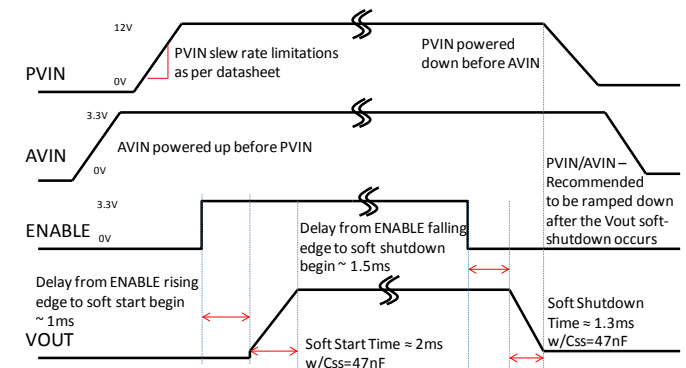 12V
PVIN slew rate limitations
as per datasheet
PVIN powered
down before AVIN
PVIN
0V
3.3V
AVIN powered up before PVIN
AVIN
0V
PVIN/AVIN –
Recommended
to be ramped down
after the Vout soft-
shutdown occurs
3.3V
ENABLE
0V
Delay from ENABLE falling
edge to soft shutdown
begin ~ 1.5ms
Delay from ENABLE rising
edge to soft start begin
~ 1ms
VOUT
Soft Start Time ≈ 2ms
w/Css=47nF
Soft Shutdown
Time ≈ 1.3ms
w/Css=47nF